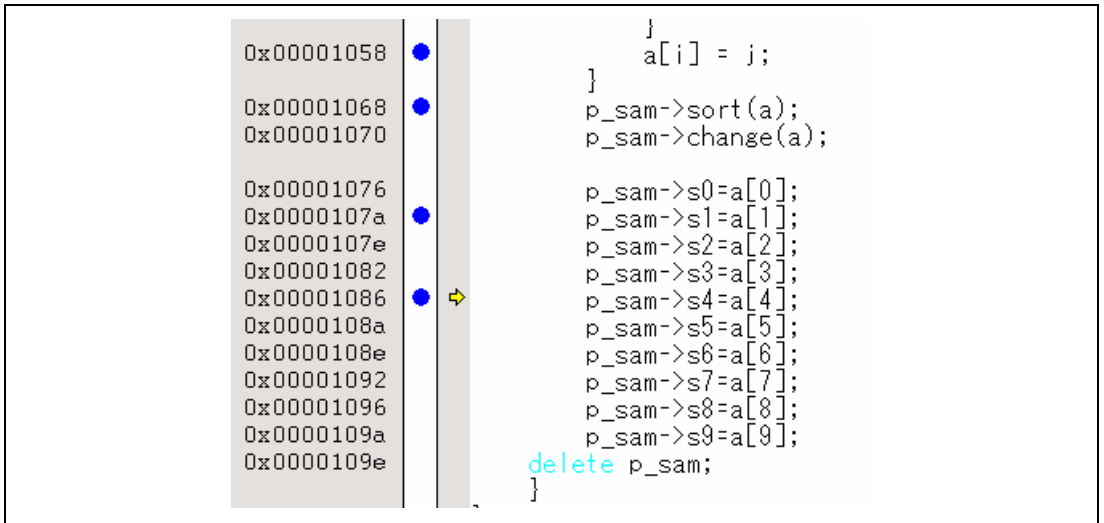 }
0x00001058 a[i] = j;
}
0x00001068 p_sam->sort(a);
0x00001070 p_sam->change(a);
0x00001076 p_sam->s0=a[0];
0x0000107a p_sam->s1=a[1];
0x0000107e p_sam->s2=a[2];
0x00001082 p_sam->s3=a[3];
0x00001086 p_sam->s4=a[4];
0x0000108a p_sam->s5=a[5];
0x0000108e p_sam->s6=a[6];
0x00001092 p_sam->s7=a[7];
0x00001096 p_sam->s8=a[8];
0x0000109a p_sam->s9=a[9];
0x0000109e delete p_sam;
}